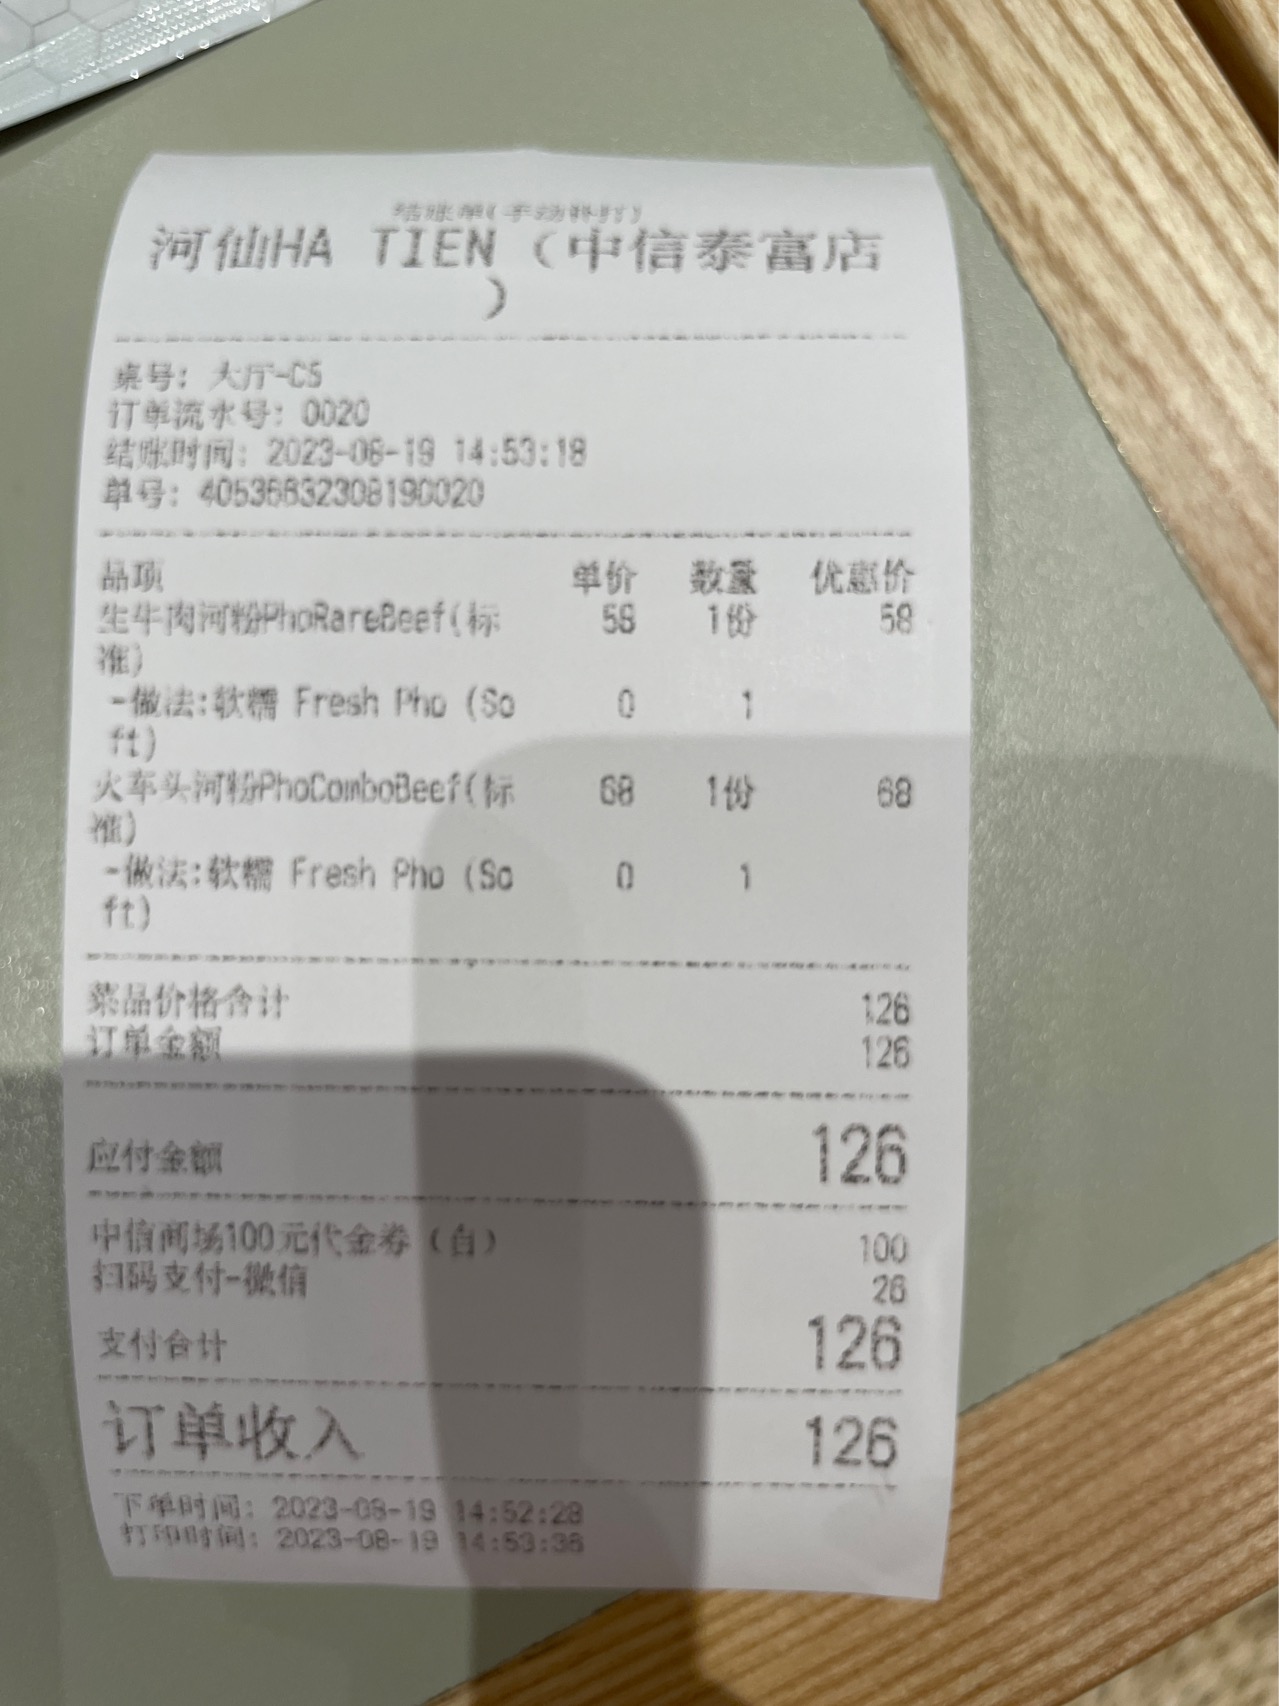 结账单(手动补打)
河仙HA TIEN（中信泰富店
）
桌号: 大厅-C5
订单流水号: 0020
结账时间: 2023-08-19 14:53:18
单号: 40536832308190020
品项 单价 数量 优惠价
生牛肉河粉PhoRareBeef(标 58 1份 58
准)
-做法:软糯 Fresh Pho (So 0 1
ft)
火车头河粉PhoComboBeef(标 68 1份 68
准)
-做法:软糯 Fresh Pho (So 0 1
ft)
菜品价格合计 126
订单金额 126
应付金额 126
中信商场100元代金券（自） 100
扫码支付-微信 26
支付合计 126
订单收入 126
下单时间: 2023-08-19 14:52:28
打印时间: 2023-08-19 14:53:36